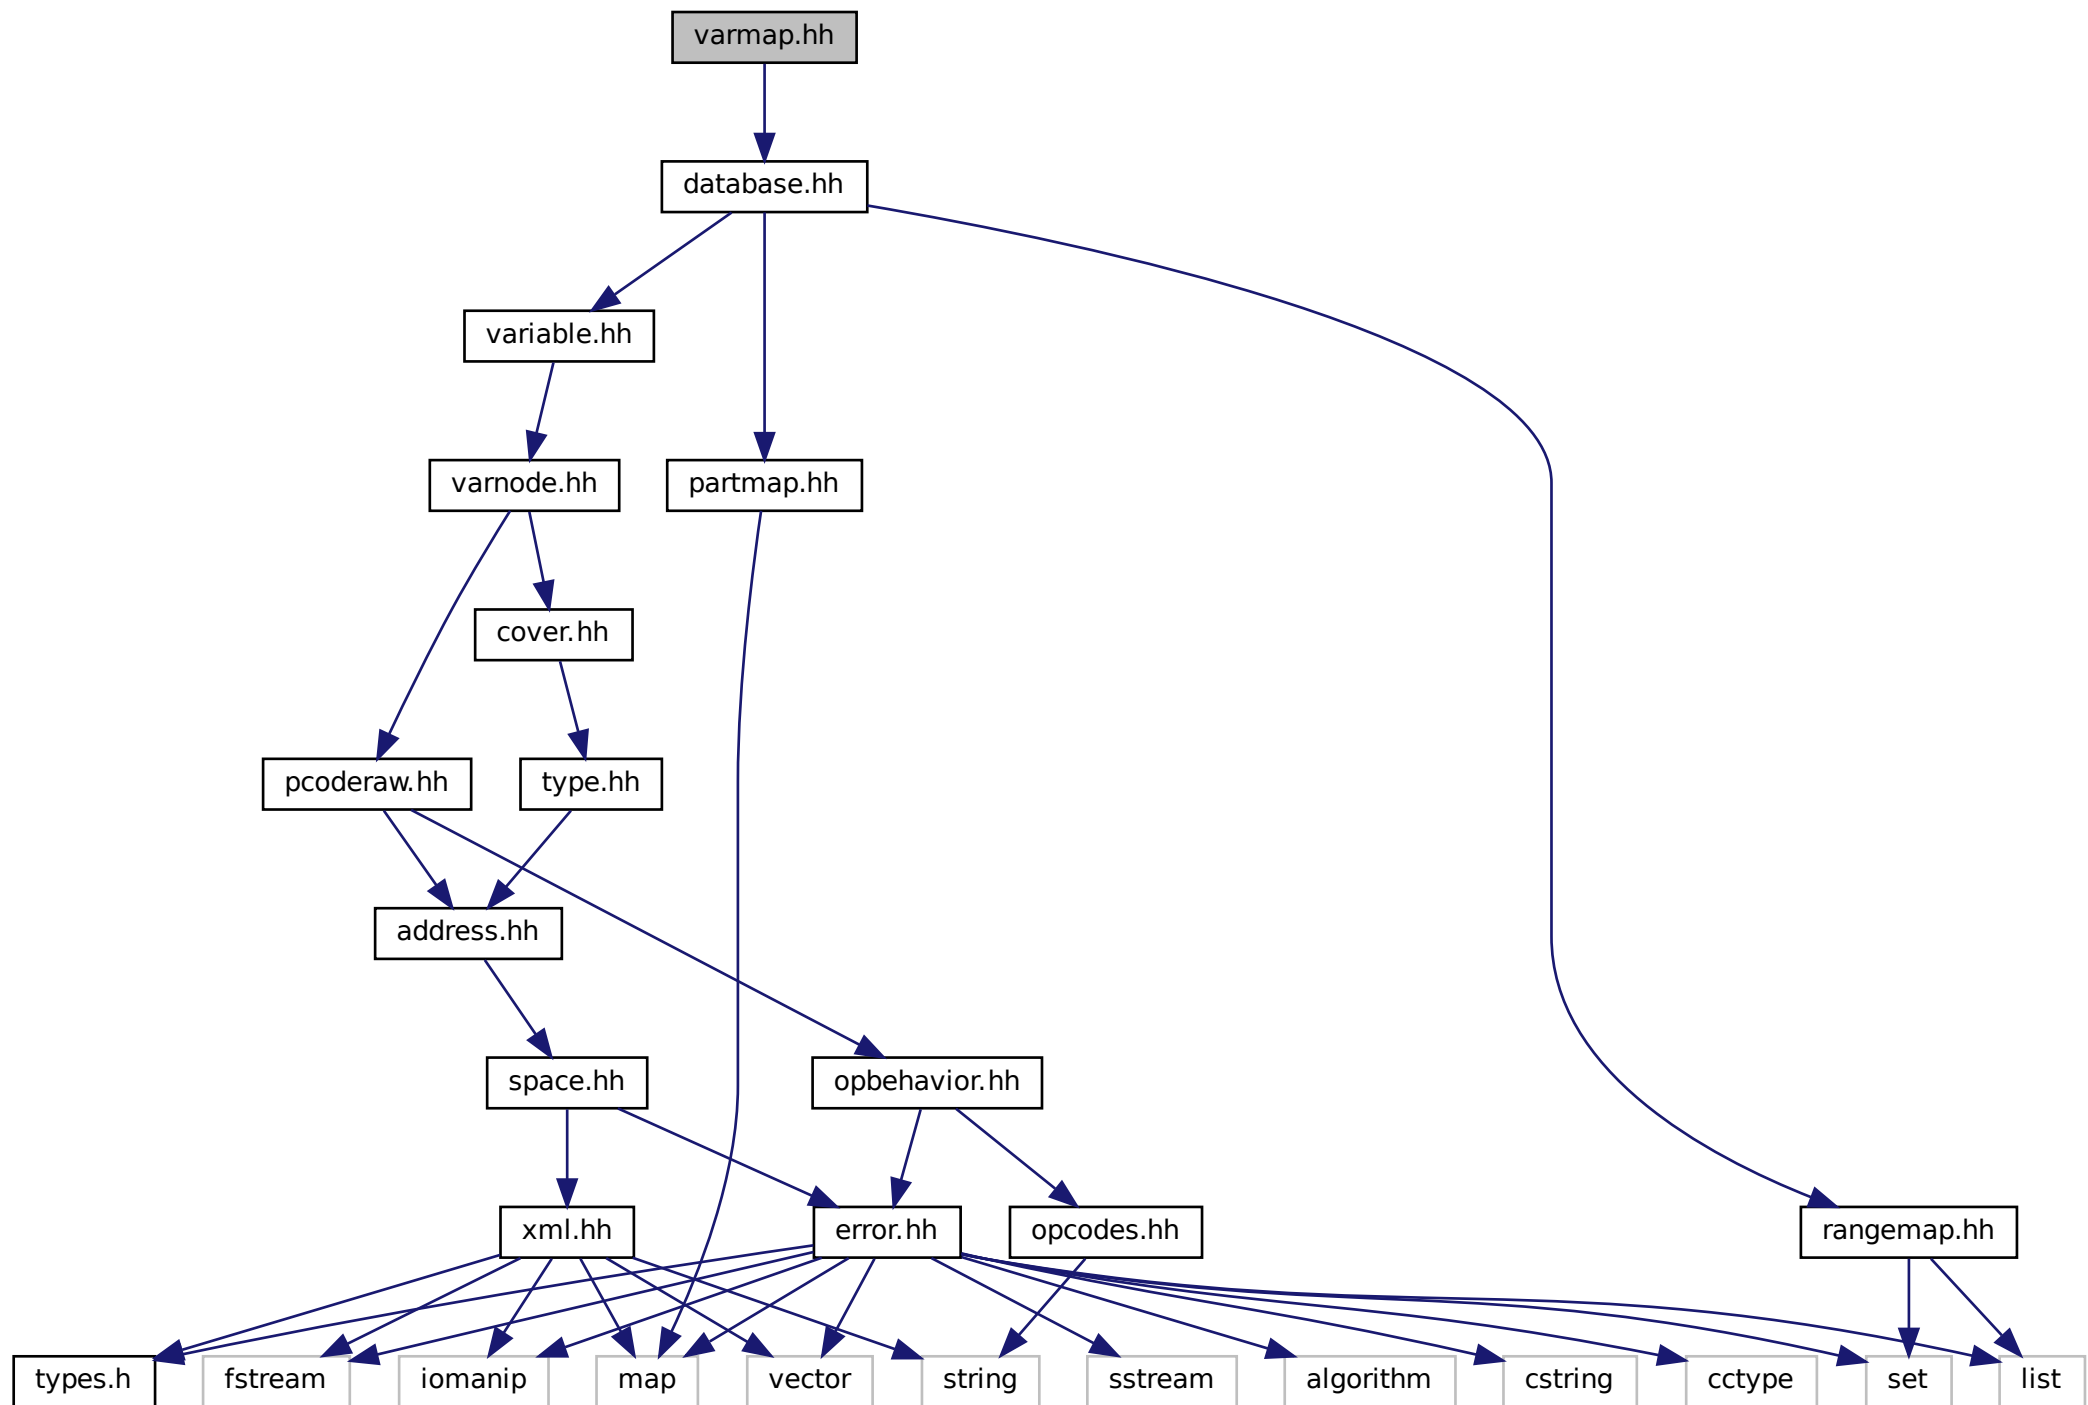 varmap.hh
database.hh
variable.hh
varnode.hh
partmap.hh
cover.hh
pcoderaw.hh
type.hh
address.hh
space.hh
opbehavior.hh
xml.hh
error.hh
opcodes.hh
rangemap.hh
types.h
fstream
iomanip
map
vector
string
sstream
algorithm
cstring
cctype
set
list